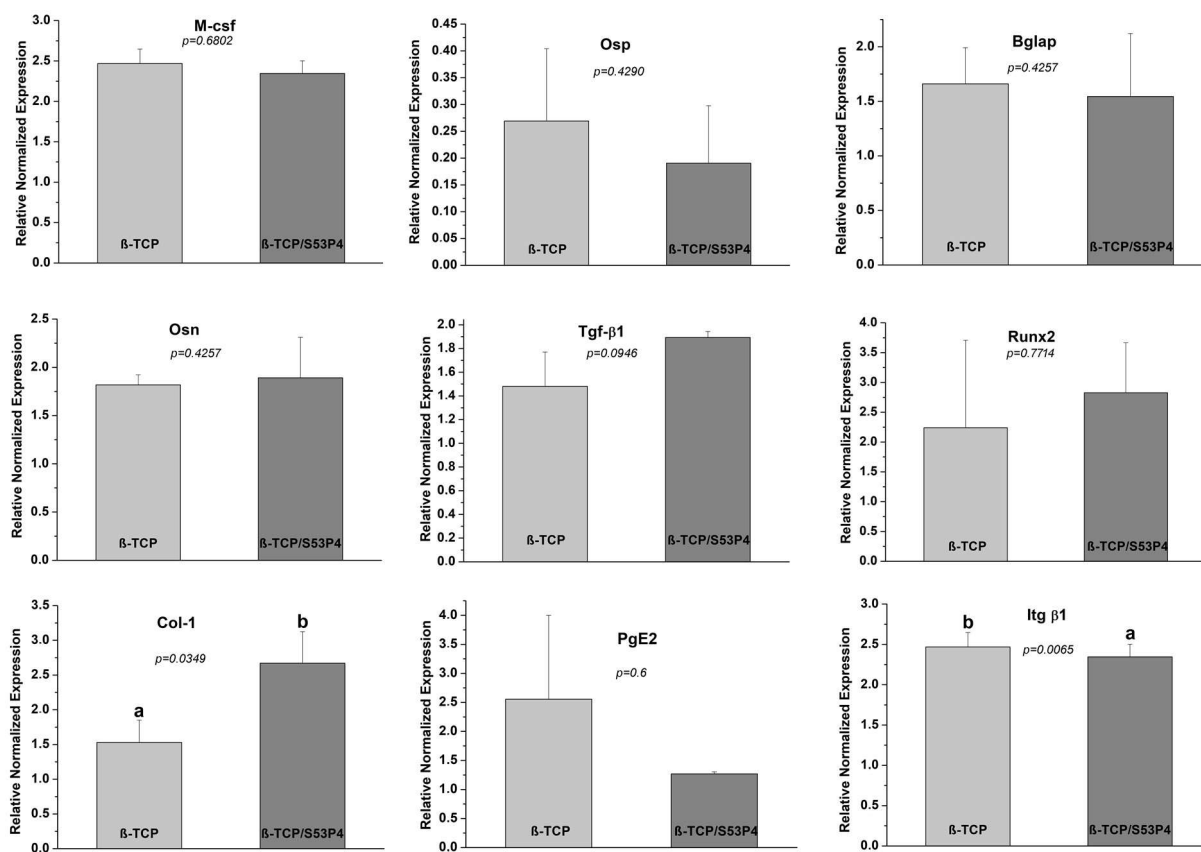 M-csf
p=0.6802
Relative Normalized Expression
3.0
2.5
2.0
1.5
1.0
0.5
0.0
ß-TCP
ß-TCP/S53P4
Osp
p=0.4290
Relative Normalized Expression
0.45
0.40
0.35
0.30
0.25
0.20
0.15
0.10
0.05
0.00
ß-TCP
ß-TCP/S53P4
Bglap
p=0.4257
Relative Normalized Expression
2.0
1.5
1.0
0.5
0.0
ß-TCP
ß-TCP/S53P4
Osn
p=0.4257
Relative Normalized Expression
2.5
2.0
1.5
1.0
0.5
0.0
ß-TCP
ß-TCP/S53P4
Tgf-β1
p=0.0946
Relative Normalized Expression
2.0
1.8
1.6
1.4
1.2
1.0
0.8
0.6
0.4
0.2
0.0
ß-TCP
ß-TCP/S53P4
Runx2
p=0.7714
Relative Normalized Expression
4.0
3.5
3.0
2.5
2.0
1.5
1.0
0.5
0.0
ß-TCP
ß-TCP/S53P4
Col-1
p=0.0349
Relative Normalized Expression
3.5
3.0
2.5
2.0
1.5
1.0
0.5
0.0
a
b
ß-TCP
ß-TCP/S53P4
PgE2
p=0.6
Relative Normalized Expression
4.0
3.5
3.0
2.5
2.0
1.5
1.0
0.5
0.0
ß-TCP
ß-TCP/S53P4
Itg β1
p=0.0065
Relative Normalized Expression
3.0
2.5
2.0
1.5
1.0
0.5
0.0
b
a
ß-TCP
ß-TCP/S53P4